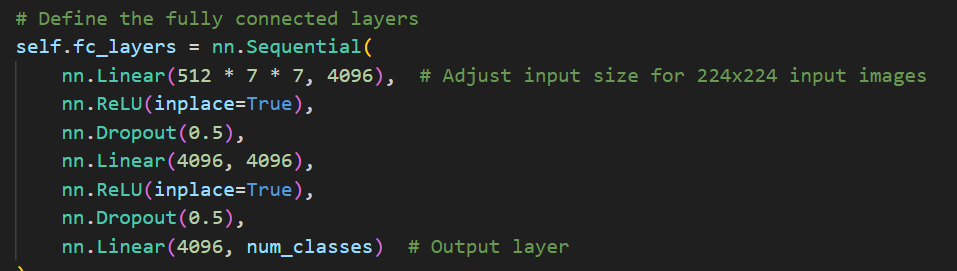 # Define the fully connected layers
self.fc_layers = nn.Sequential(
    nn.Linear(512 * 7 * 7, 4096),  # Adjust input size for 224x224 input images
    nn.ReLU(inplace=True),
    nn.Dropout(0.5),
    nn.Linear(4096, 4096),
    nn.ReLU(inplace=True),
    nn.Dropout(0.5),
    nn.Linear(4096, num_classes)  # Output layer